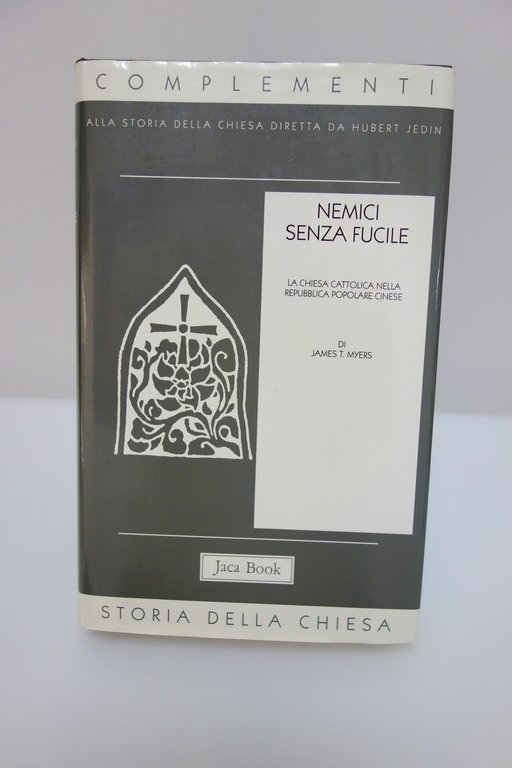 COMPLEMENTI
ALLA STORIA DELLA CHIESA DIRETTA DA HUBERT JEDIN
NEMICI
SENZA FUCILE
LA CHIESA CATTOLICA NELLA
REPUBBLICA POPOLARE CINESE
DI
JAMES T. MYERS
Jaca Book
STORIA DELLA CHIESA